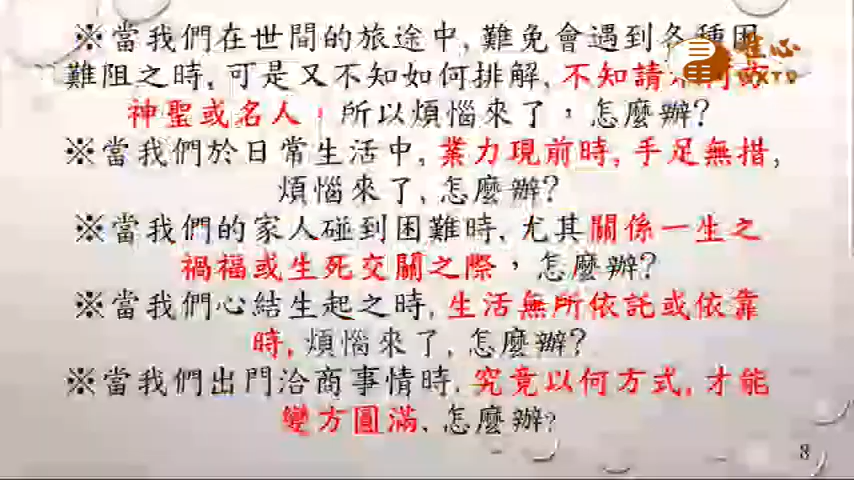 ※當我們在世間的旅途中,難免會遇到各種困
難阻之時,可是又不知如何排解,不知請
神聖或名人,所以煩惱來了,怎麼辦?
※當我們於日常生活中,業力現前時,手足無措,
煩惱來了,怎麼辦?
※當我們的家人碰到困難時,尤其關係一生之
禍福或生死交關之際,怎麼辦?
※當我們心結生起之時,生活無所依託或依靠
時,煩惱來了,怎麼辦?
※當我們出門洽商事情時,究竟以何方式,才能
變方圓滿、怎麼辦?
唯心
WXTV
8